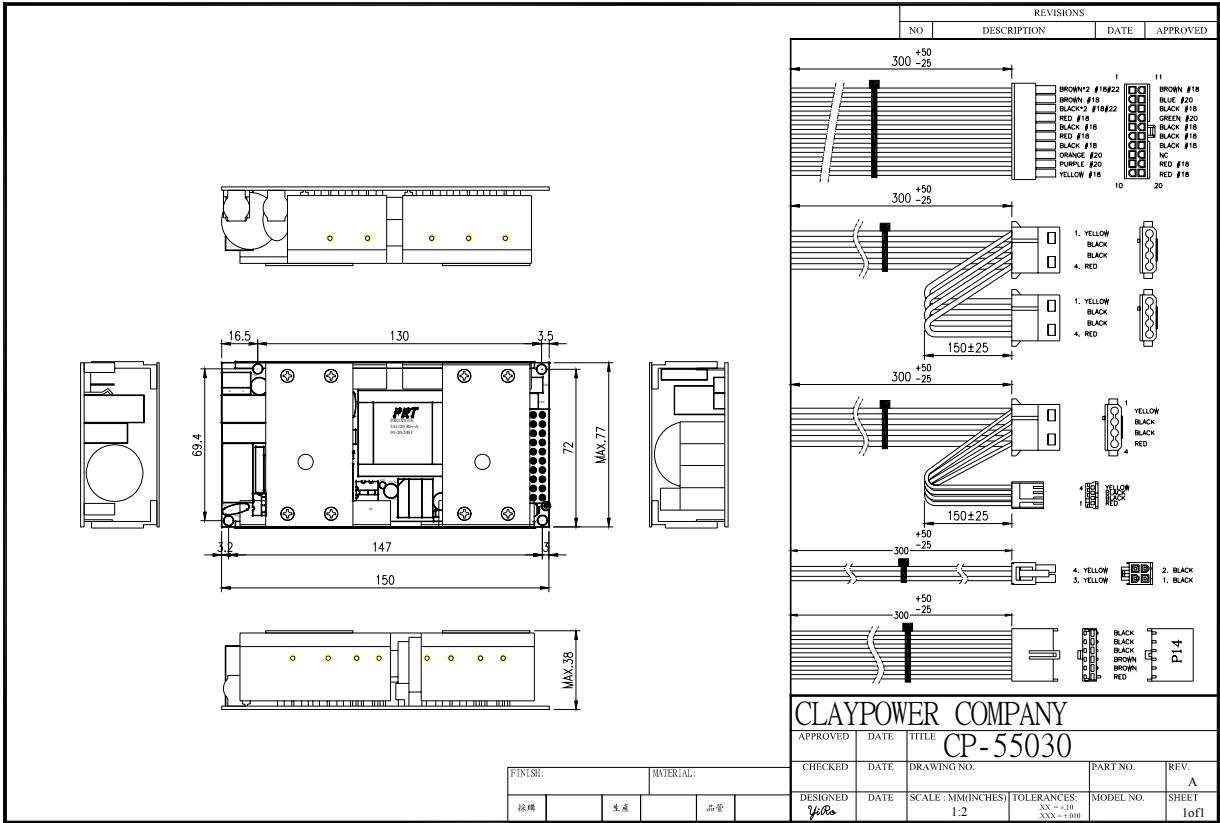 REVISIONS
NO DESCRIPTION DATE APPROVED
300 +50 -25
1 11
BROWN*2 #18#22 BROWN #18
BROWN #18 BLUE #20
BLACK*2 #18#22 BLACK #18
RED #18 GREEN #20
BLACK #18 BLACK #18
RED #18 BLACK #18
BLACK #18 BLACK #18
ORANGE #20 NC
PURPLE #20 RED #18
YELLOW #18 RED #18
10 20
300 +50 -25
1. YELLOW
BLACK
BLACK
4. RED
1. YELLOW
BLACK
BLACK
4. RED
150±25
300 +50 -25
1
YELLOW
BLACK
BLACK
RED
4
4 YELLOW
BLACK
BLACK
1 RED
150±25
300 +50 -25
4. YELLOW 2. BLACK
3. YELLOW 1. BLACK
300 +50 -25
BLACK
BLACK
BLACK
BROWN
BROWN
RED
P14
16.5 130 3.5
69.4
72
MAX.77
PRT
541120 Rev-A
05-20-2003
3.2 147 3
150
MAX.38
CLAYPOWER COMPANY
APPROVED DATE TITLE CP-55030
CHECKED DATE DRAWING NO. PART NO. REV.
A
DESIGNED DATE SCALE : MM(INCHES) TOLERANCES: MODEL NO. SHEET
YiRo 1:2 .XX = ±.10
.XXX = ±.010
1of1
FINISH: MATERIAL:
採購 生產 品管